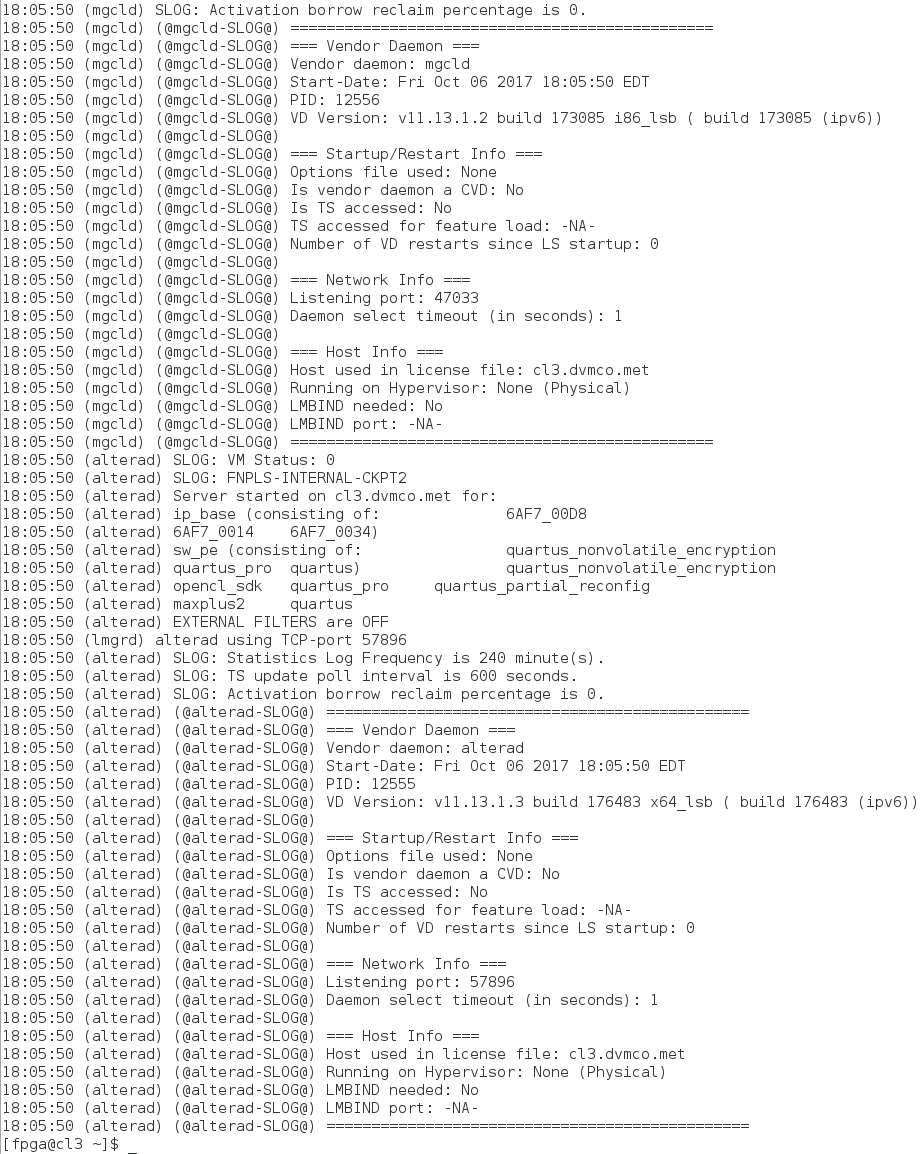 18:05:50 (mgcld) SLOG: Activation borrow reclaim percentage is 0.
18:05:50 (mgcld) (@mgcld-SLOG@) ===============================================
18:05:50 (mgcld) (@mgcld-SLOG@) === Vendor Daemon ===
18:05:50 (mgcld) (@mgcld-SLOG@) Vendor daemon: mgcld
18:05:50 (mgcld) (@mgcld-SLOG@) Start-Date: Fri Oct 06 2017 18:05:50 EDT
18:05:50 (mgcld) (@mgcld-SLOG@) PID: 12556
18:05:50 (mgcld) (@mgcld-SLOG@) VD Version: v11.13.1.2 build 173085 i86_lsb ( build 173085 (ipv6))
18:05:50 (mgcld) (@mgcld-SLOG@)
18:05:50 (mgcld) (@mgcld-SLOG@) === Startup/Restart Info ===
18:05:50 (mgcld) (@mgcld-SLOG@) Options file used: None
18:05:50 (mgcld) (@mgcld-SLOG@) Is vendor daemon a CVD: No
18:05:50 (mgcld) (@mgcld-SLOG@) Is TS accessed: No
18:05:50 (mgcld) (@mgcld-SLOG@) TS accessed for feature load: -NA-
18:05:50 (mgcld) (@mgcld-SLOG@) Number of VD restarts since LS startup: 0
18:05:50 (mgcld) (@mgcld-SLOG@)
18:05:50 (mgcld) (@mgcld-SLOG@) === Network Info ===
18:05:50 (mgcld) (@mgcld-SLOG@) Listening port: 47033
18:05:50 (mgcld) (@mgcld-SLOG@) Daemon select timeout (in seconds): 1
18:05:50 (mgcld) (@mgcld-SLOG@)
18:05:50 (mgcld) (@mgcld-SLOG@) === Host Info ===
18:05:50 (mgcld) (@mgcld-SLOG@) Host used in license file: cl3.dvmco.met
18:05:50 (mgcld) (@mgcld-SLOG@) Running on Hypervisor: None (Physical)
18:05:50 (mgcld) (@mgcld-SLOG@) LMBIND needed: No
18:05:50 (mgcld) (@mgcld-SLOG@) LMBIND port: -NA-
18:05:50 (mgcld) (@mgcld-SLOG@) ===============================================
18:05:50 (alterad) SLOG: VM Status: 0
18:05:50 (alterad) SLOG: FNPLS-INTERNAL-CKPT2
18:05:50 (alterad) Server started on cl3.dvmco.met for:
18:05:50 (alterad) ip_base (consisting of:              6AF7_00D8
18:05:50 (alterad) 6AF7_0014    6AF7_0034)
18:05:50 (alterad) sw_pe (consisting of:                quartus_nonvolatile_encryption
18:05:50 (alterad) quartus_pro  quartus)                quartus_nonvolatile_encryption
18:05:50 (alterad) opencl_sdk   quartus_pro     quartus_partial_reconfig
18:05:50 (alterad) maxplus2     quartus
18:05:50 (alterad) EXTERNAL FILTERS are OFF
18:05:50 (lmgrd) alterad using TCP-port 57896
18:05:50 (alterad) SLOG: Statistics Log Frequency is 240 minute(s).
18:05:50 (alterad) SLOG: TS update poll interval is 600 seconds.
18:05:50 (alterad) SLOG: Activation borrow reclaim percentage is 0.
18:05:50 (alterad) (@alterad-SLOG@) ===============================================
18:05:50 (alterad) (@alterad-SLOG@) === Vendor Daemon ===
18:05:50 (alterad) (@alterad-SLOG@) Vendor daemon: alterad
18:05:50 (alterad) (@alterad-SLOG@) Start-Date: Fri Oct 06 2017 18:05:50 EDT
18:05:50 (alterad) (@alterad-SLOG@) PID: 12555
18:05:50 (alterad) (@alterad-SLOG@) VD Version: v11.13.1.3 build 176483 x64_lsb ( build 176483 (ipv6))
18:05:50 (alterad) (@alterad-SLOG@)
18:05:50 (alterad) (@alterad-SLOG@) === Startup/Restart Info ===
18:05:50 (alterad) (@alterad-SLOG@) Options file used: None
18:05:50 (alterad) (@alterad-SLOG@) Is vendor daemon a CVD: No
18:05:50 (alterad) (@alterad-SLOG@) Is TS accessed: No
18:05:50 (alterad) (@alterad-SLOG@) TS accessed for feature load: -NA-
18:05:50 (alterad) (@alterad-SLOG@) Number of VD restarts since LS startup: 0
18:05:50 (alterad) (@alterad-SLOG@)
18:05:50 (alterad) (@alterad-SLOG@) === Network Info ===
18:05:50 (alterad) (@alterad-SLOG@) Listening port: 57896
18:05:50 (alterad) (@alterad-SLOG@) Daemon select timeout (in seconds): 1
18:05:50 (alterad) (@alterad-SLOG@)
18:05:50 (alterad) (@alterad-SLOG@) === Host Info ===
18:05:50 (alterad) (@alterad-SLOG@) Host used in license file: cl3.dvmco.met
18:05:50 (alterad) (@alterad-SLOG@) Running on Hypervisor: None (Physical)
18:05:50 (alterad) (@alterad-SLOG@) LMBIND needed: No
18:05:50 (alterad) (@alterad-SLOG@) LMBIND port: -NA-
18:05:50 (alterad) (@alterad-SLOG@) ===============================================
[fpga@cl3 ~]$ _